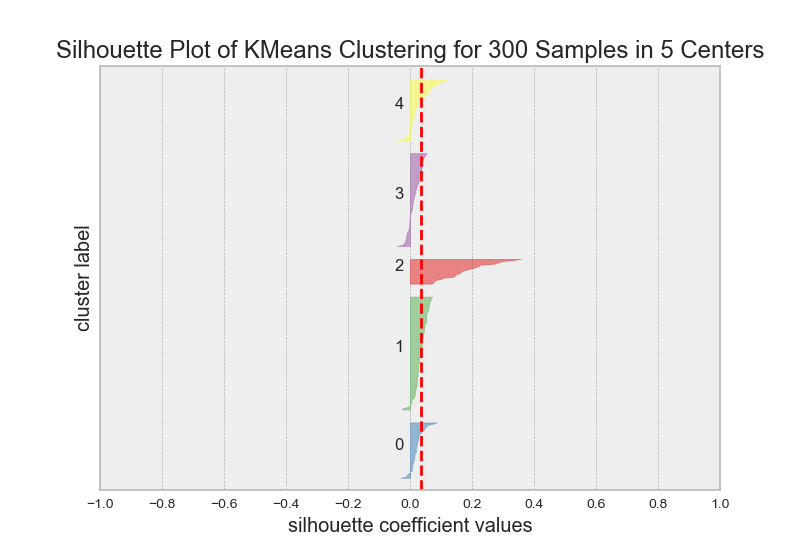 Silhouette Plot of KMeans Clustering for 300 Samples in 5 Centers
4
3
2
1
0
cluster label
−1.0 −0.8 −0.6 −0.4 −0.2 0.0 0.2 0.4 0.6 0.8 1.0
silhouette coefficient values